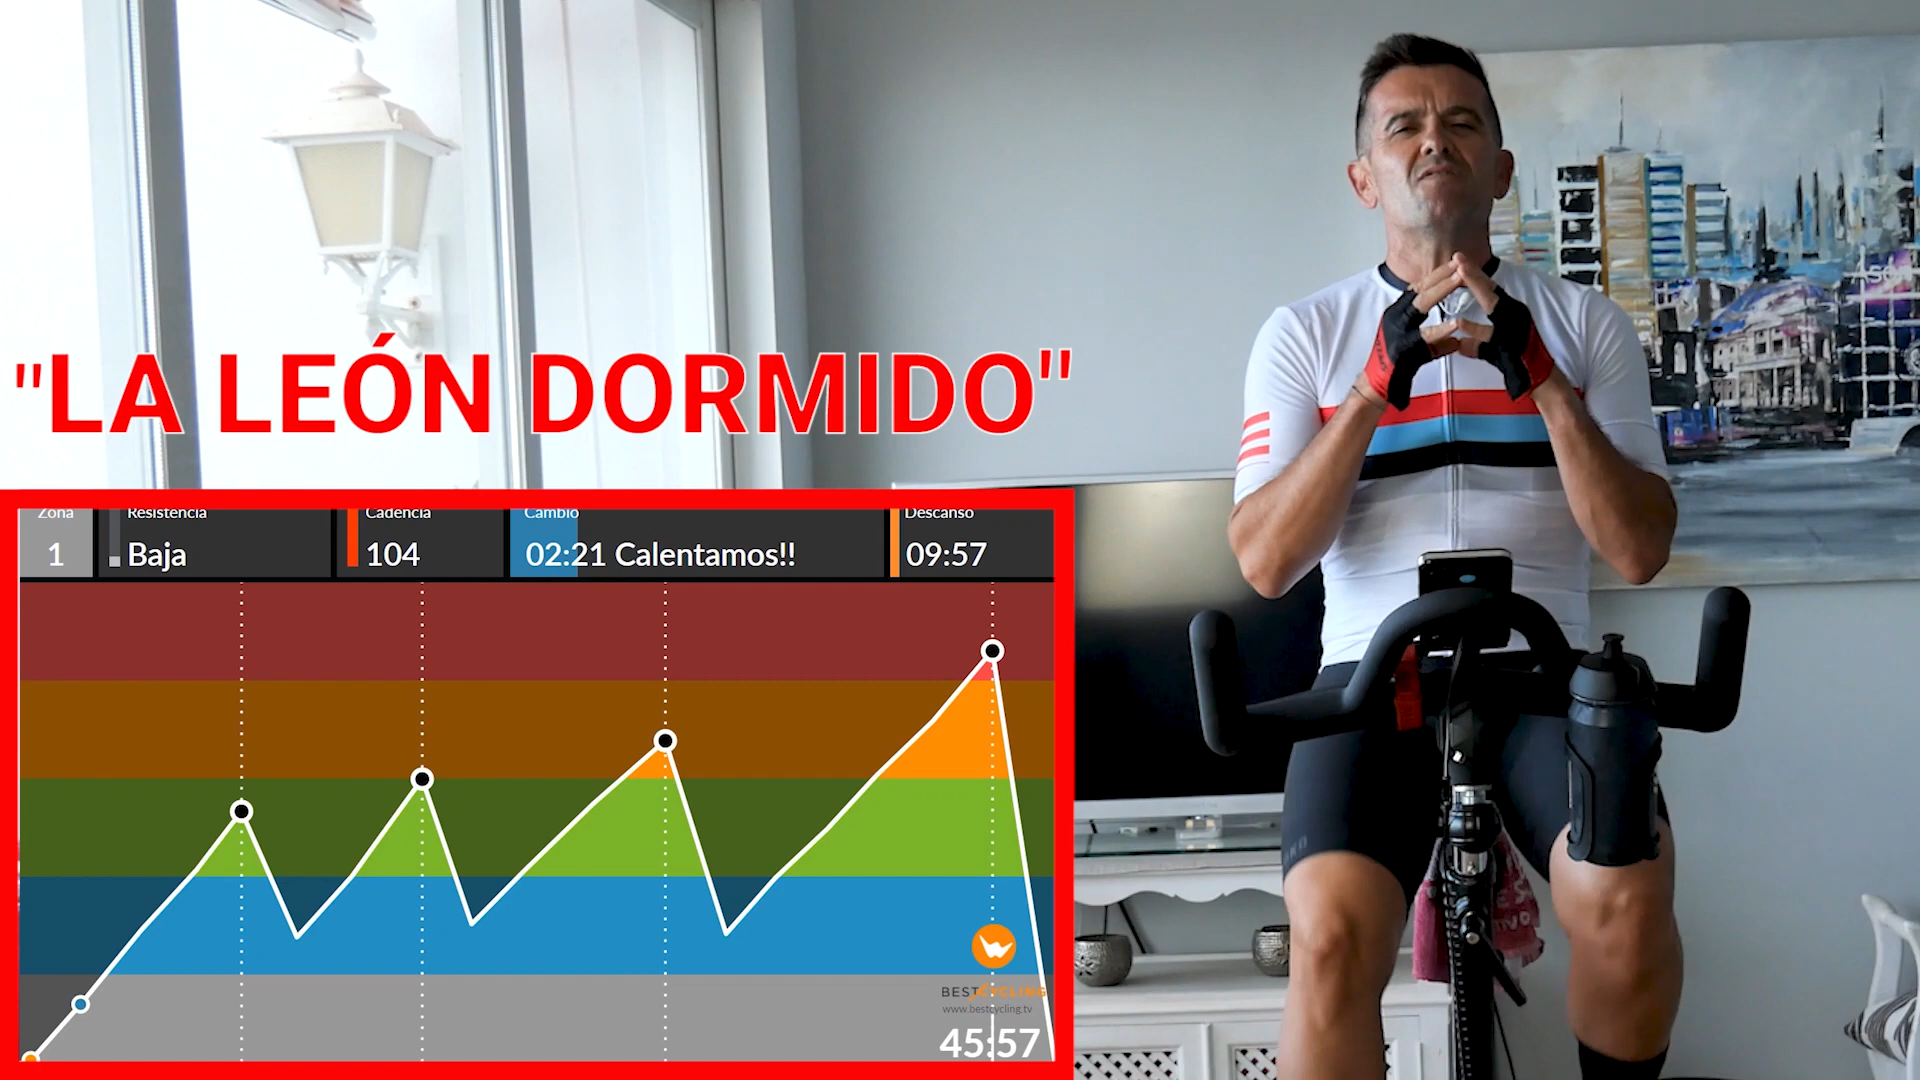 "LA LEÓN DORMIDO"
Zona Resistencia Cadencia Cambio Descanso
1 Baja 104 02:21 Calentamos!! 09:57
BESTCYCLING
www.bestcycling.tv
45:57